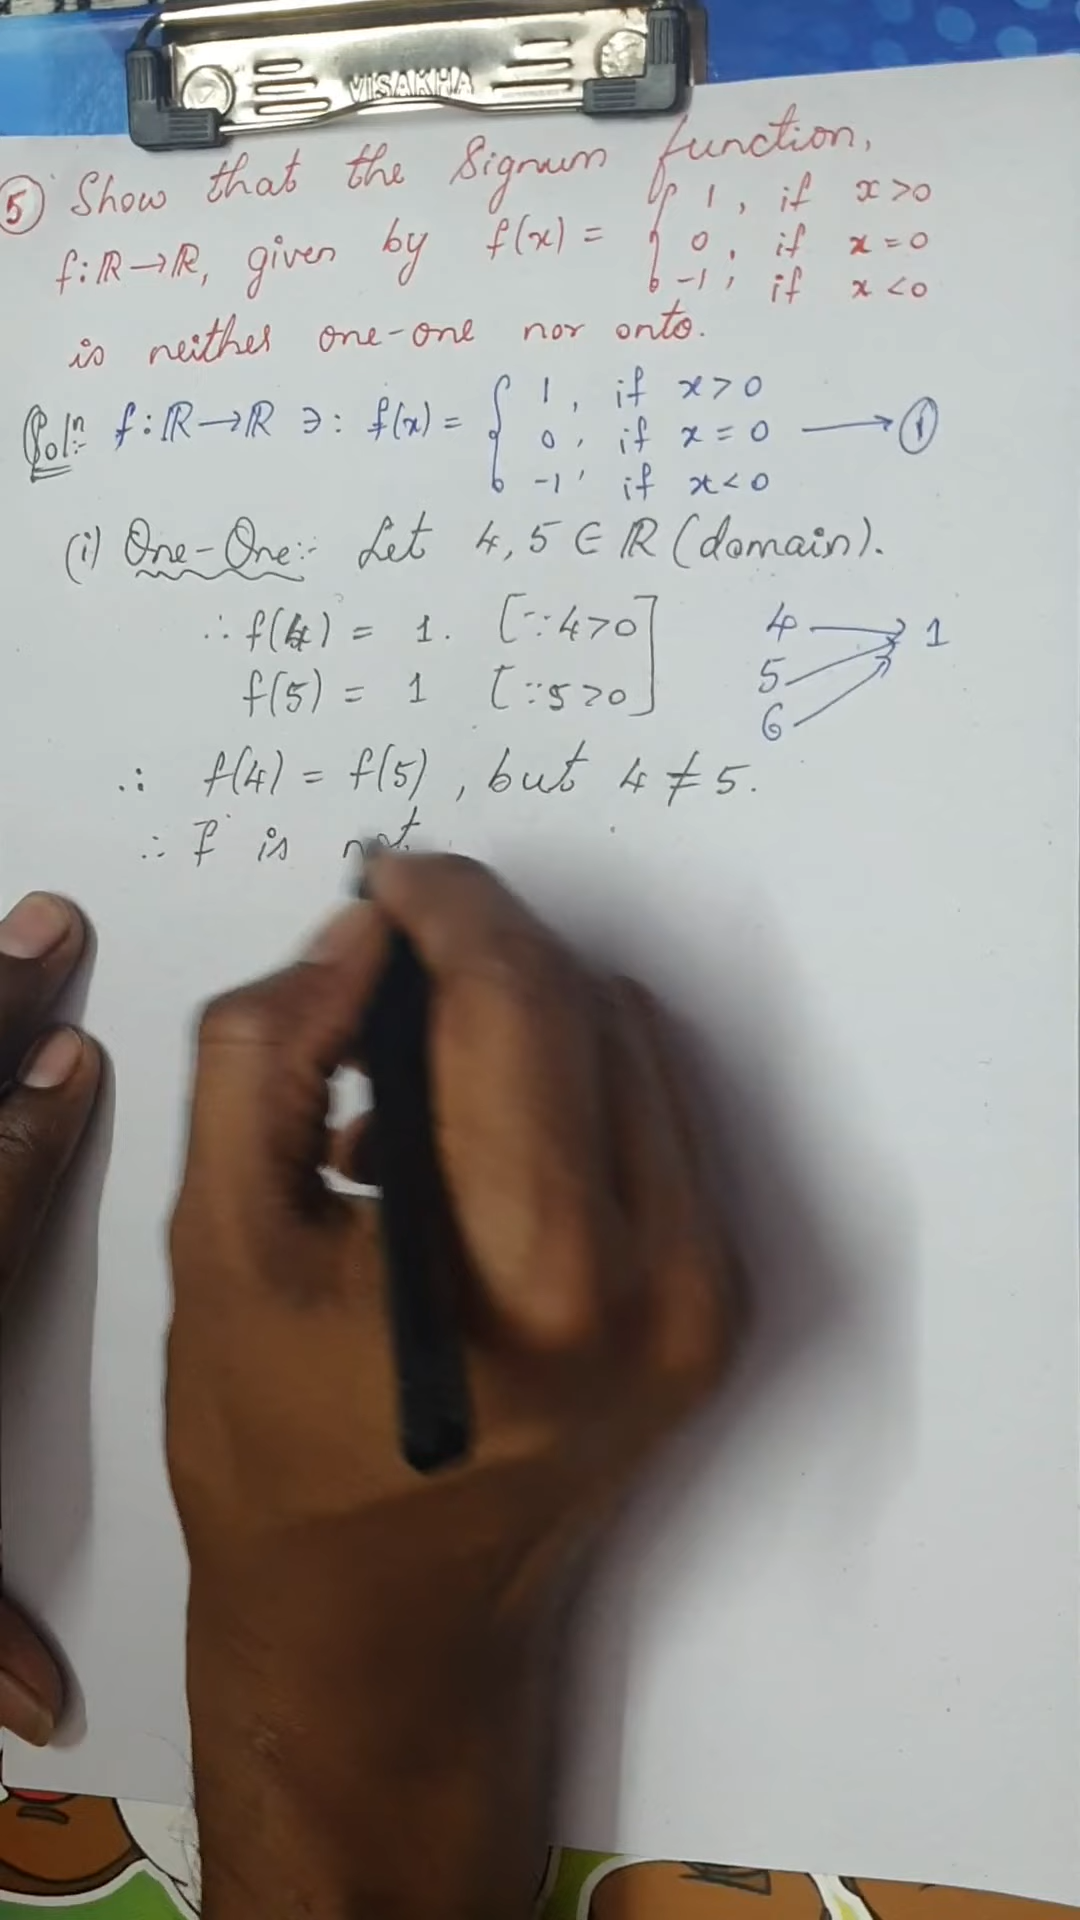 VISAKHA
(5) Show that the Signum function,
f:ℝ→ℝ, given by f(x) = { 1, if x>0
0, if x=0
-1, if x<0
is neither one-one nor onto.
Solⁿ:- f:ℝ→ℝ ∋: f(x) = { 1, if x>0
0, if x=0 ⟶ (1)
-1, if x<0
(i) One-One:- Let 4,5 ∈ ℝ (domain).
∴ f(4) = 1. [∵ 4>0]
f(5) = 1 [∵ 5>0]
4 → 1
5
6
∴ f(4) = f(5), but 4 ≠ 5.
∴ f is not